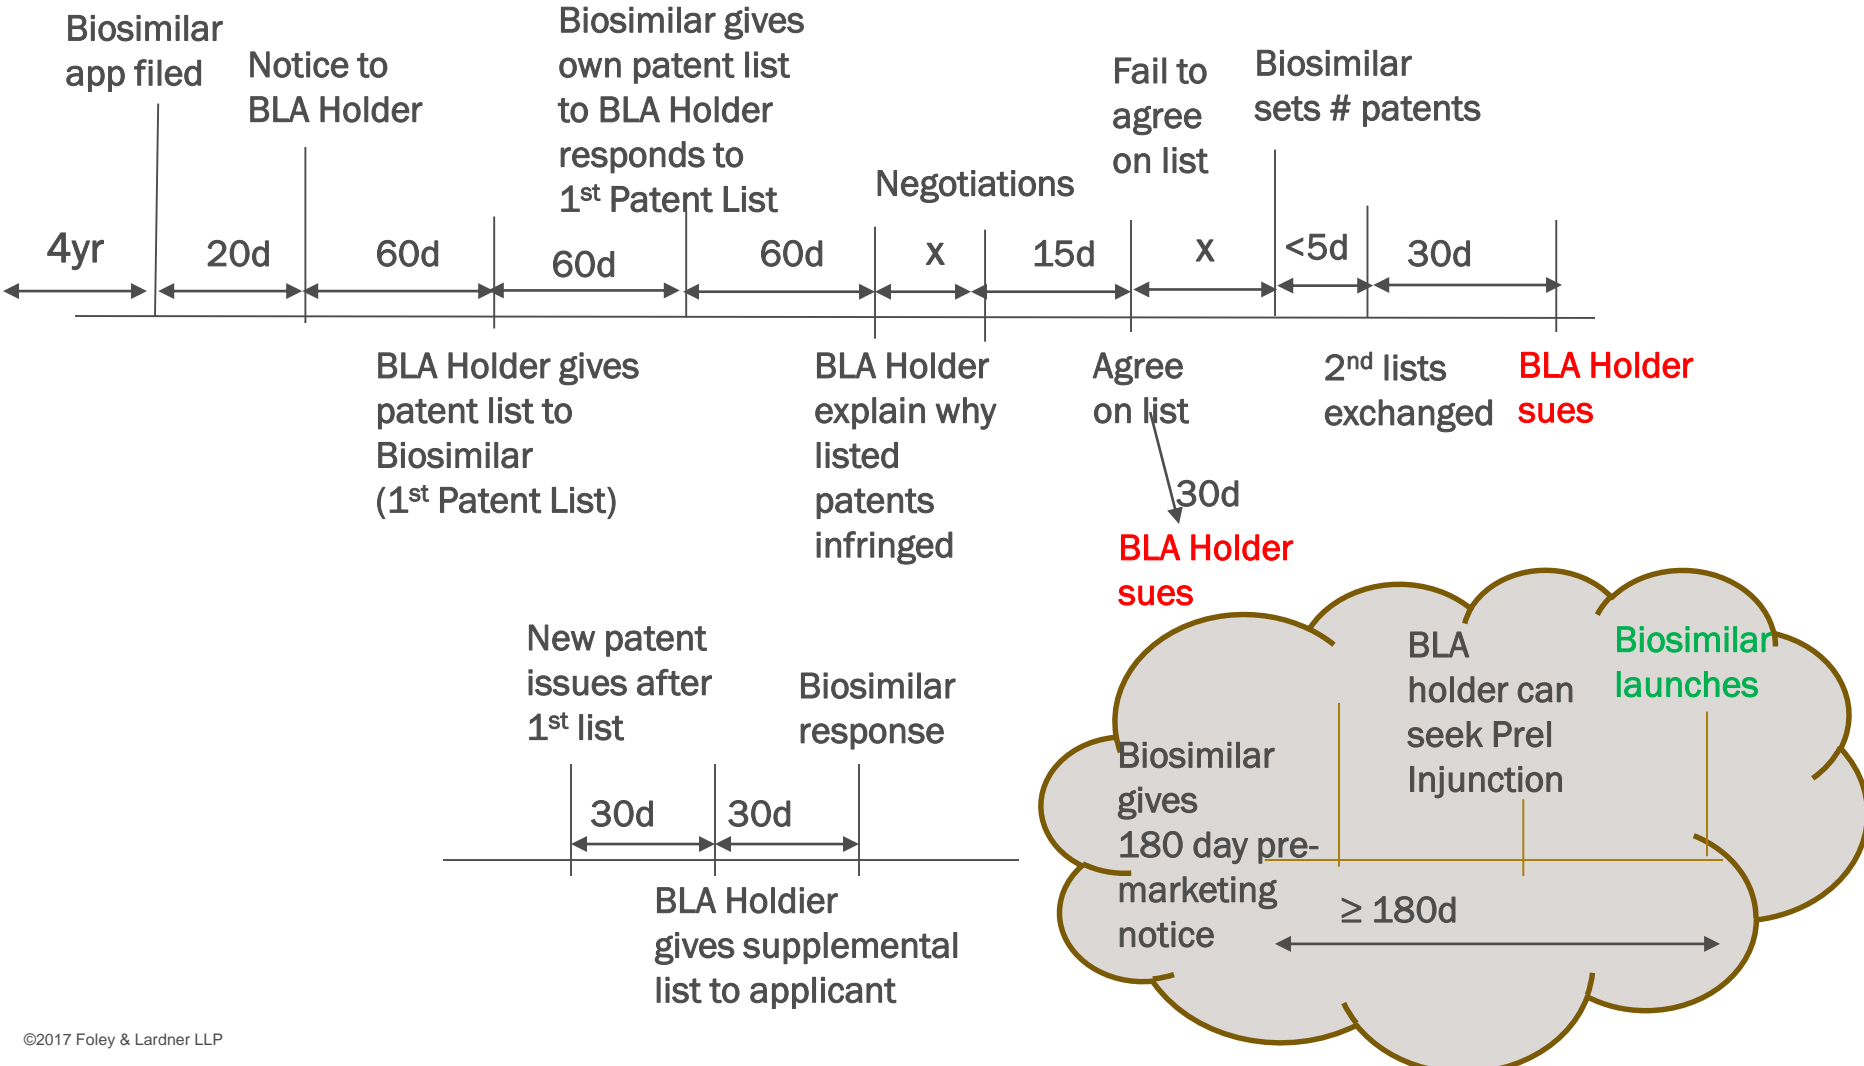 Biosimilar
app filed
Notice to
BLA Holder
Biosimilar gives
own patent list
to BLA Holder
responds to
1st Patent List
Negotiations
Fail to
agree
on list
Biosimilar
sets # patents
4yr
20d
60d
60d
60d
x
15d
x
<5d
30d
BLA Holder gives
patent list to
Biosimilar
(1st Patent List)
BLA Holder
explain why
listed
patents
infringed
Agree
on list
30d
BLA Holder
sues
2nd lists
exchanged
BLA Holder
sues
New patent
issues after
1st list
Biosimilar
response
30d
30d
BLA Holdier
gives supplemental
list to applicant
Biosimilar
gives
180 day pre-
marketing
notice
BLA
holder can
seek Prel
Injunction
Biosimilar
launches
≥ 180d
©2017 Foley & Lardner LLP